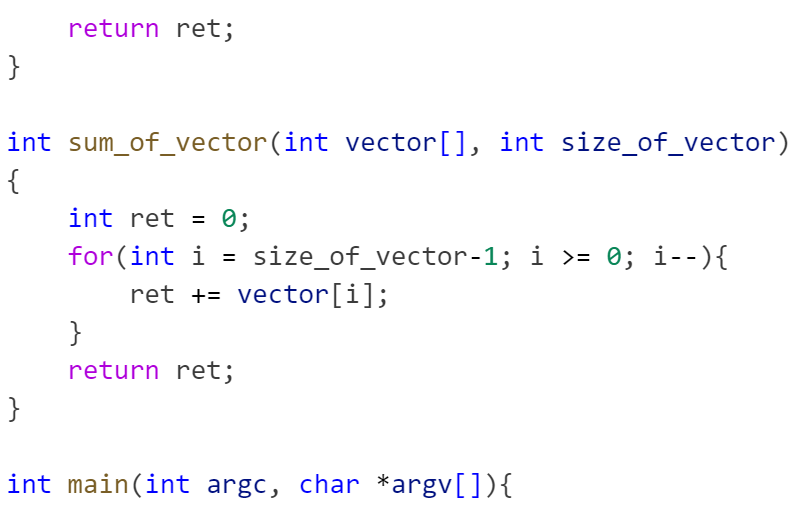 return ret;
}

int sum_of_vector(int vector[], int size_of_vector)
{
    int ret = 0;
    for(int i = size_of_vector-1; i >= 0; i--){
        ret += vector[i];
    }
    return ret;
}

int main(int argc, char *argv[]){